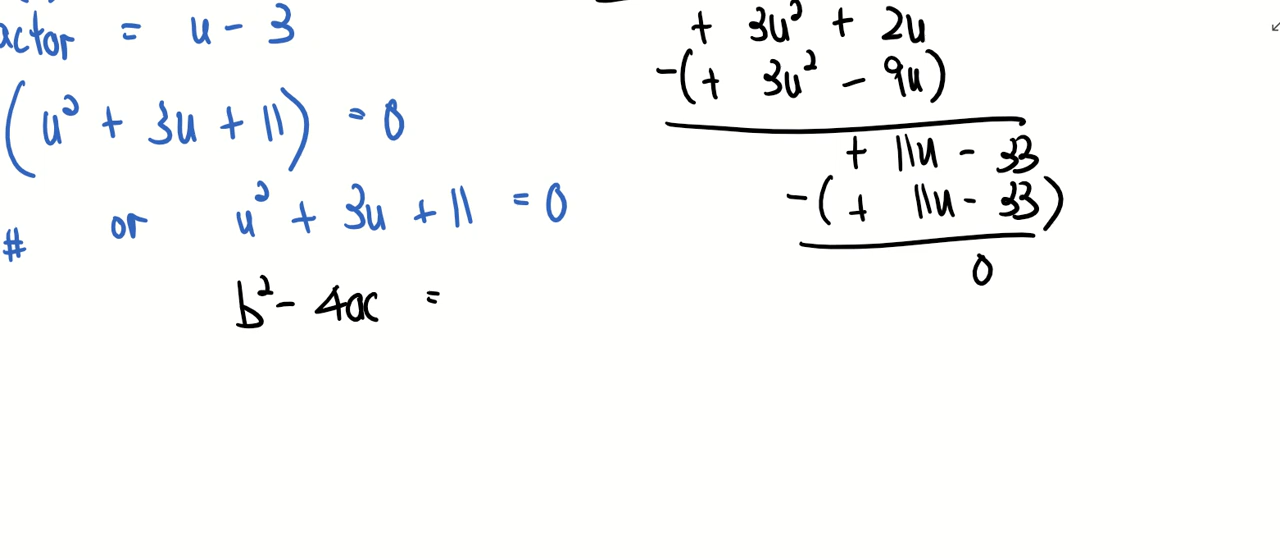 actor = u - 3
(u² + 3u + 11) = 0
# or u² + 3u + 11 = 0
b² - 4ac =
+ 3u² + 2u
-(+ 3u² - 9u)
+ 11u - 33
-(+ 11u - 33)
0